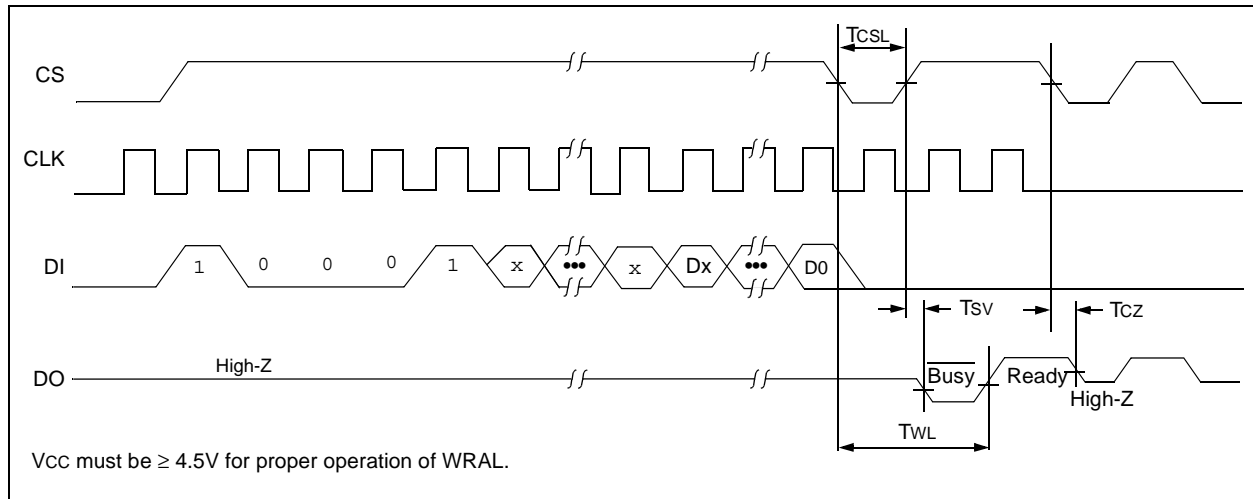 TCSL
CS
CLK
DI 1 0 0 0 1 x ••• x Dx ••• D0
TSV TCZ
High-Z
DO Busy Ready
High-Z
TWL
VCC must be ≥ 4.5V for proper operation of WRAL.